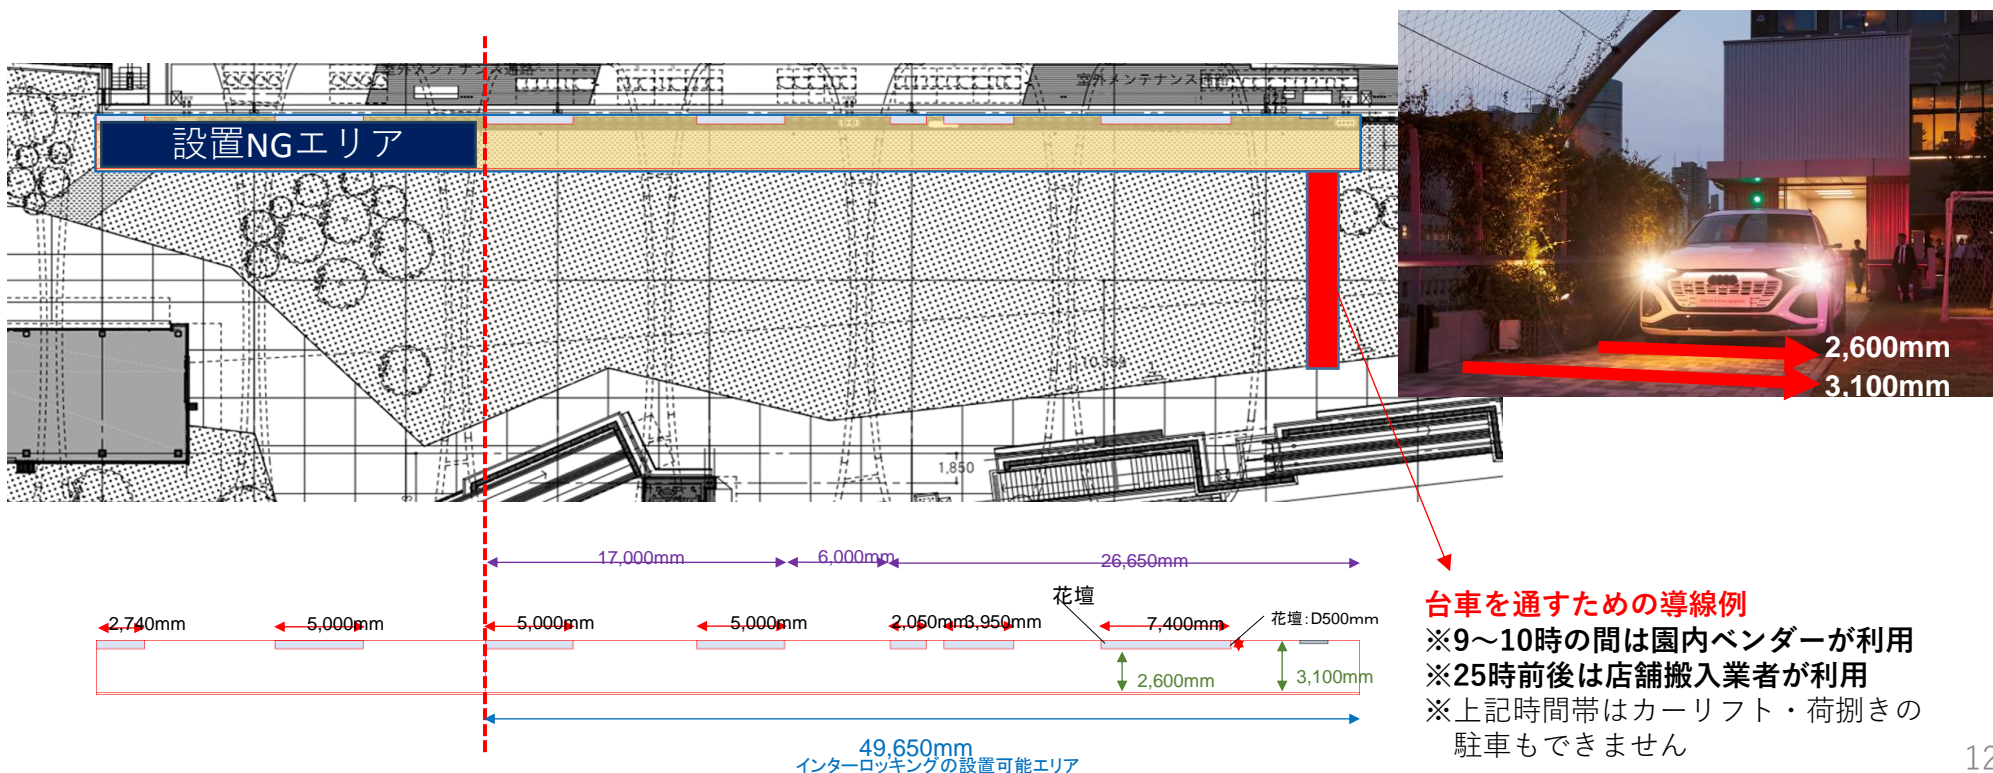 室外メンテナンス通路
室外メンテナンス通路
設置NGエリア
2,600mm
3,100mm
1,850
17,000mm
6,000mm
26,650mm
花壇
2,740mm
5,000mm
5,000mm
5,000mm
2,050mm
3,950mm
7,400mm
花壇:D500mm
2,600mm
3,100mm
49,650mm
インターロッキングの設置可能エリア
台車を通すための導線例
※9～10時の間は園内ベンダーが利用
※25時前後は店舗搬入業者が利用
※上記時間帯はカーリフト・荷捌きの
駐車もできません
12